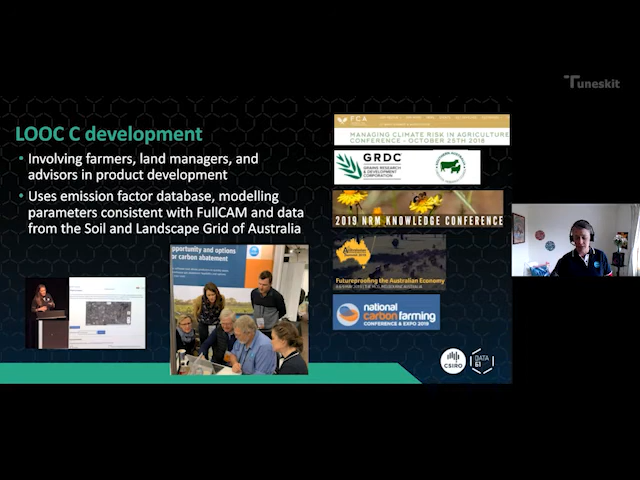 Tuneskit
LOOC C development
• Involving farmers, land managers, and
advisors in product development
• Uses emission factor database, modelling
parameters consistent with FullCAM and data
from the Soil and Landscape Grid of Australia
FCA
MANAGING CLIMATE RISK IN AGRICULTURE
CONFERENCE – OCTOBER 25TH 2018
GRDC
GRAINS RESEARCH
& DEVELOPMENT
CORPORATION
2019 NRM KNOWLEDGE CONFERENCE
Futureproofing the Australian Economy
national
carbon farming
CONFERENCE & EXPO 2019
opportunity and options
for carbon abatement
CSIRO
DATA
61